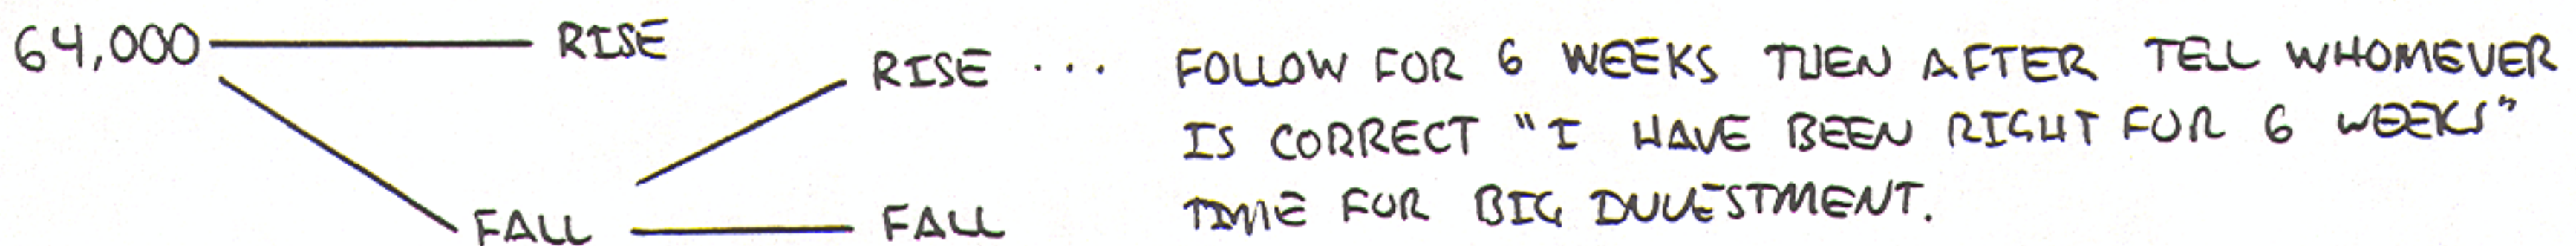 64,000 RISE
RISE ... FOLLOW FOR 6 WEEKS THEN AFTER TELL WHOMEVER
IS CORRECT "I HAVE BEEN RIGHT FOR 6 WEEKS"
FALL FALL TIME FOR BIG INVESTMENT.